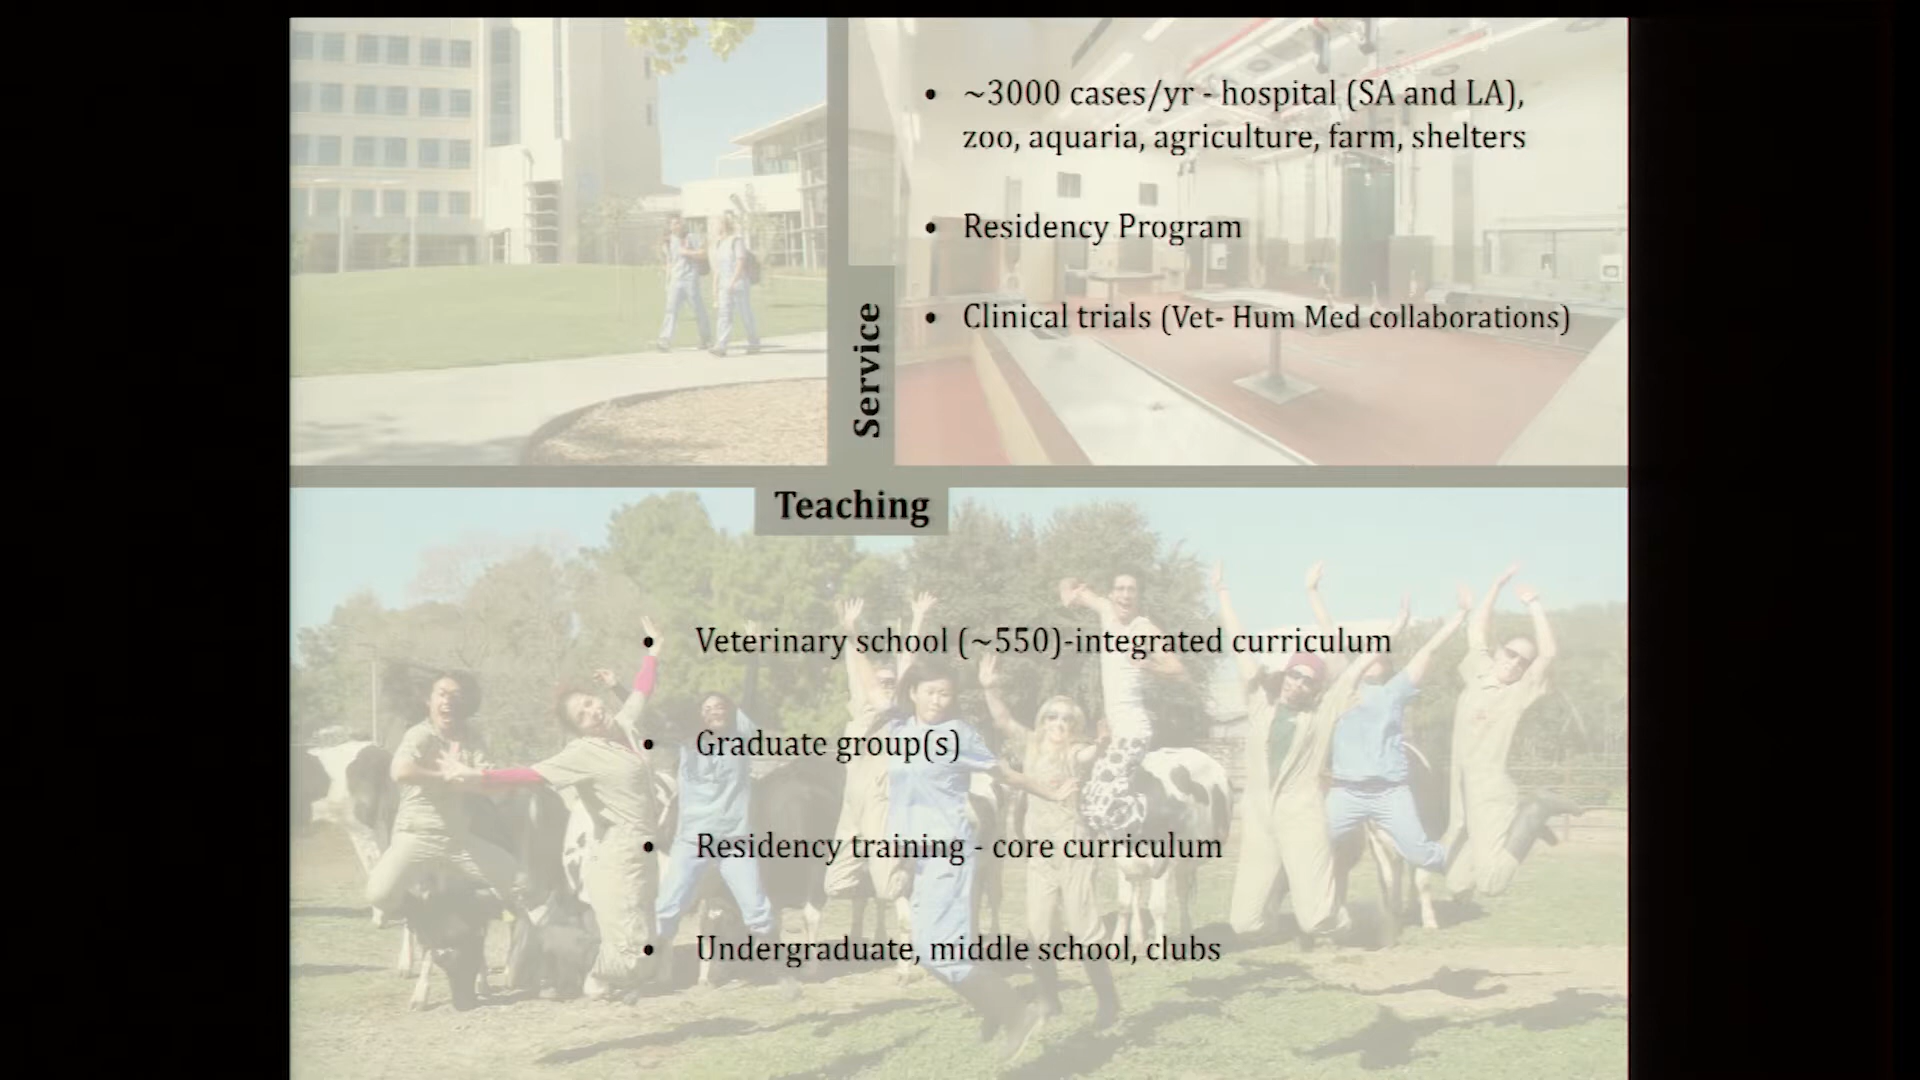 • ~3000 cases/yr - hospital (SA and LA),
zoo, aquaria, agriculture, farm, shelters
• Residency Program
• Clinical trials (Vet- Hum Med collaborations)
Service
Teaching
• Veterinary school (~550)-integrated curriculum
• Graduate group(s)
• Residency training - core curriculum
• Undergraduate, middle school, clubs